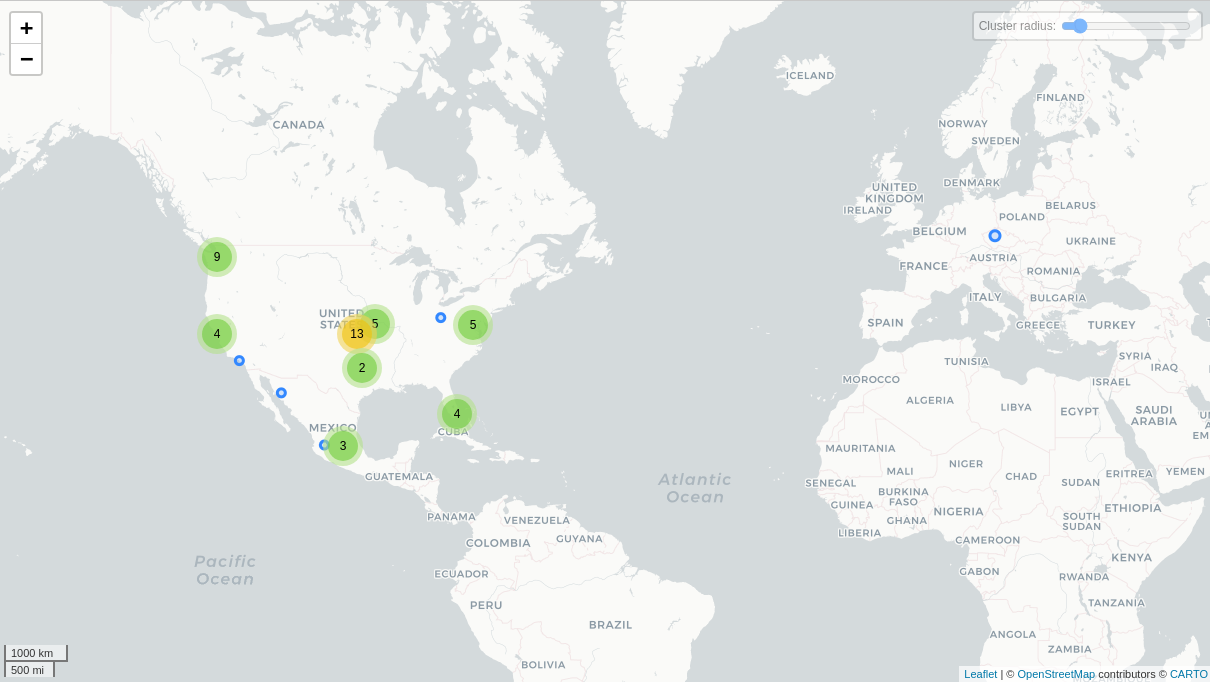 +
−
Cluster radius:
ICELAND
FINLAND
NORWAY
SWEDEN
CANADA
DENMARK
UNITED
KINGDOM
IRELAND
BELARUS
POLAND
BELGIUM
UKRAINE
AUSTRIA
FRANCE
ROMANIA
ITALY
BULGARIA
SPAIN
GREECE
TURKEY
9
UNITED
STA
4
5
13
5
2
TUNISIA
SYRIA
IRAQ
MOROCCO
ISRAEL
ALGERIA
LIBYA
EGYPT
SAUDI
ARABIA
4
CUBA
MEXICO
3
GUATEMALA
MAURITANIA
MALI
NIGER
CHAD
SUDAN
ERITREA
YEMEN
Atlantic
Ocean
SENEGAL
BURKINA
FASO
GUINEA
GHANA
NIGERIA
ETHIOPIA
SOUTH
SUDAN
LIBERIA
CAMEROON
PANAMA
VENEZUELA
COLOMBIA
GUYANA
KENYA
GABON
RWANDA
Pacific
Ocean
ECUADOR
PERU
TANZANIA
BRAZIL
ANGOLA
ZAMBIA
BOLIVIA
1000 km
500 mi
Leaflet | © OpenStreetMap contributors © CARTO